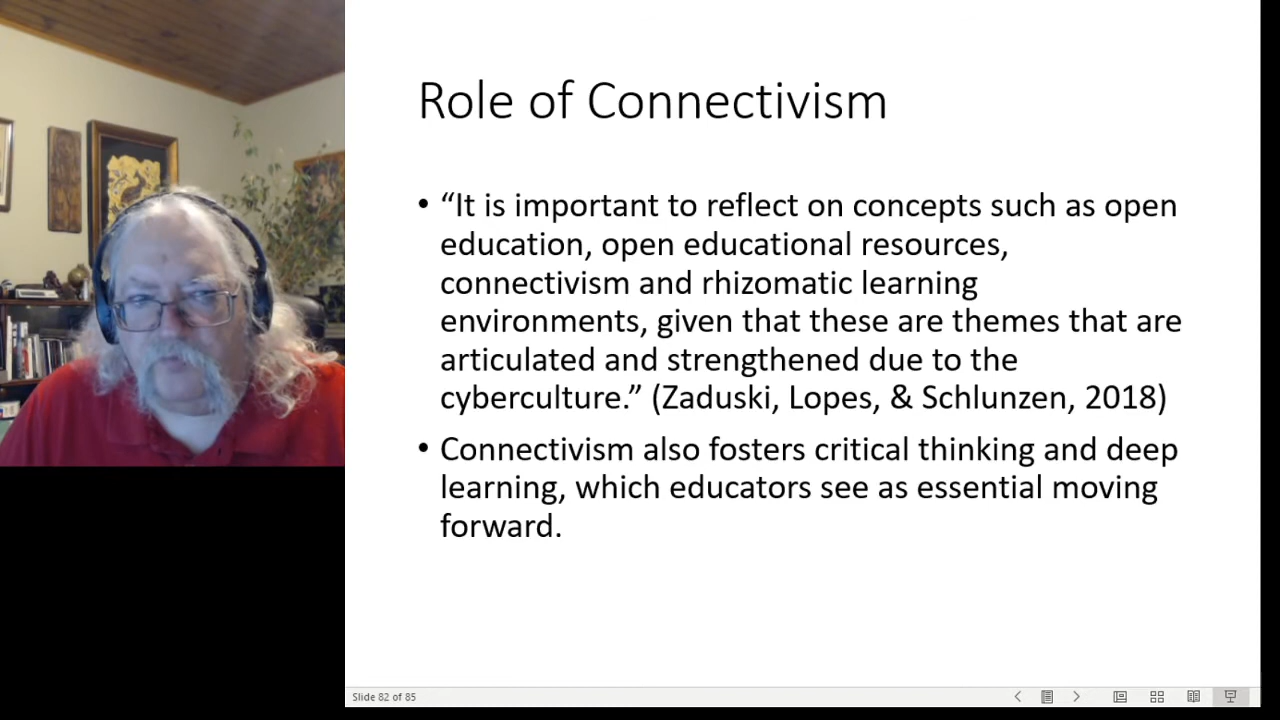 Role of Connectivism
• “It is important to reflect on concepts such as open
education, open educational resources,
connectivism and rhizomatic learning
environments, given that these are themes that are
articulated and strengthened due to the
cyberculture.” (Zaduski, Lopes, & Schlunzen, 2018)
• Connectivism also fosters critical thinking and deep
learning, which educators see as essential moving
forward.
Slide 82 of 85